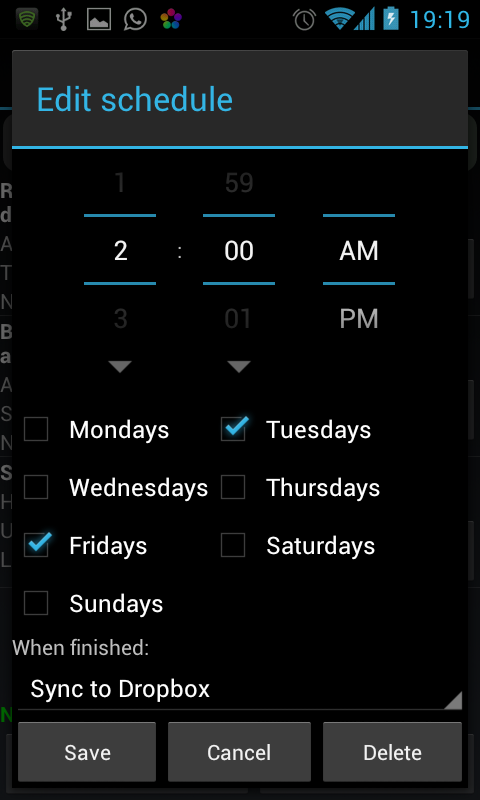 19:19
Edit schedule
1 59
2 : 00 AM
3 01 PM
Mondays Tuesdays
Wednesdays Thursdays
Fridays Saturdays
Sundays
When finished:
Sync to Dropbox
Save Cancel Delete